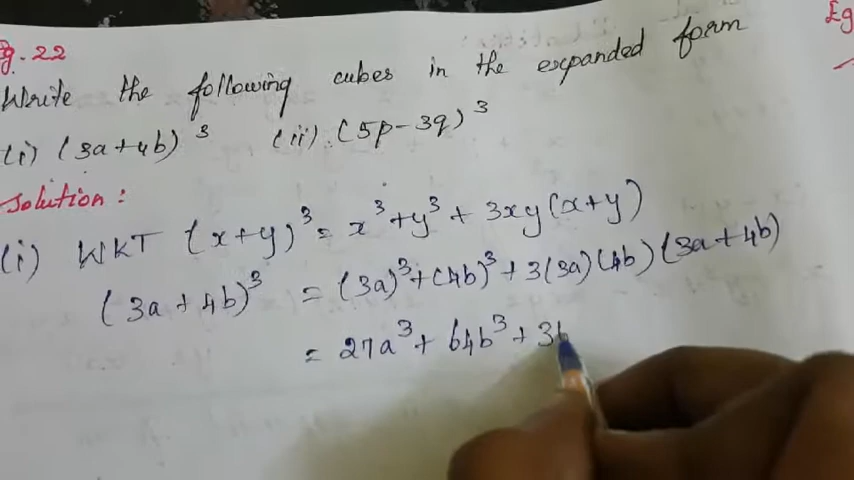 Eg. 22
Eg
Write the following cubes in the expanded form
(i) (3a+4b)³ (ii) (5p-3q)³
Solution:
(i) WKT (x+y)³ = x³+y³+ 3xy(x+y)
(3a+4b)³ = (3a)³+(4b)³+3(3a)(4b)(3a+4b)
= 27a³+ 64b³+ 3